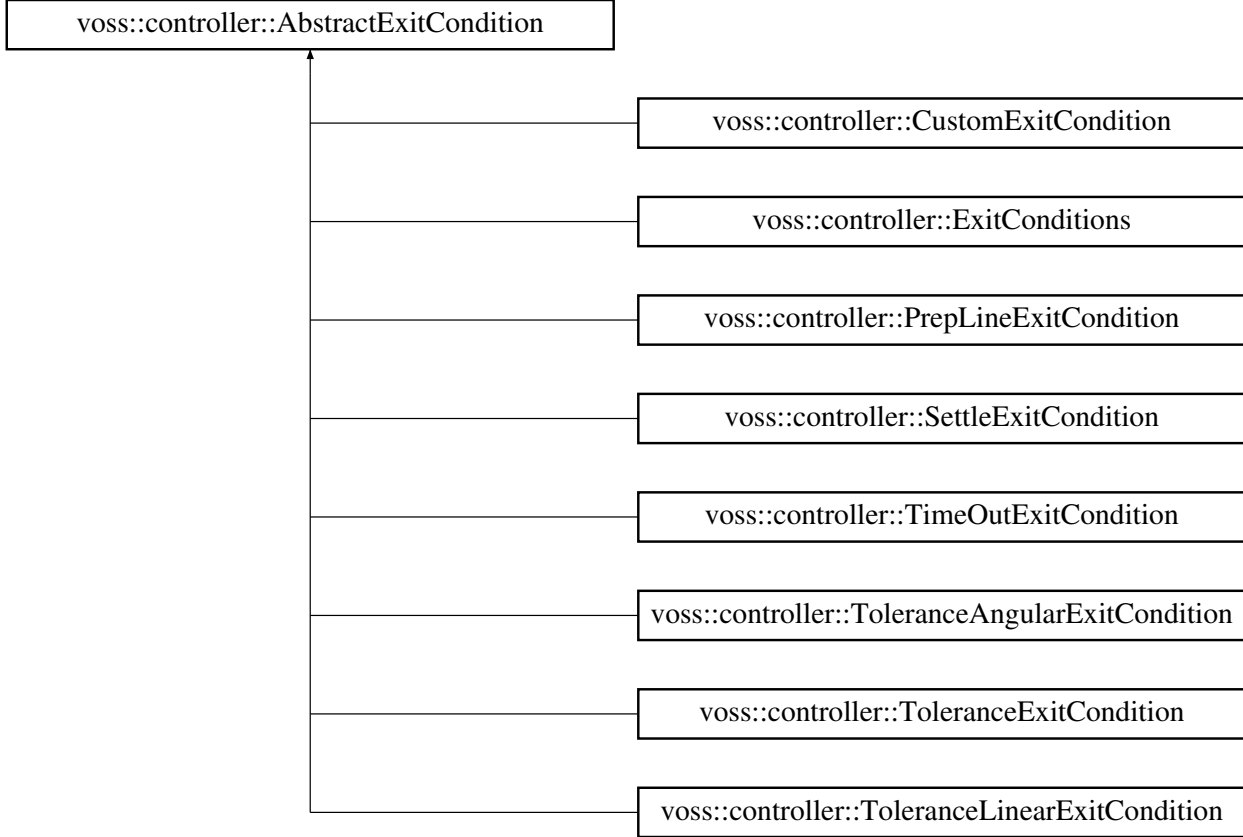 voss::controller::AbstractExitCondition
voss::controller::CustomExitCondition
voss::controller::ExitConditions
voss::controller::PrepLineExitCondition
voss::controller::SettleExitCondition
voss::controller::TimeOutExitCondition
voss::controller::ToleranceAngularExitCondition
voss::controller::ToleranceExitCondition
voss::controller::ToleranceLinearExitCondition